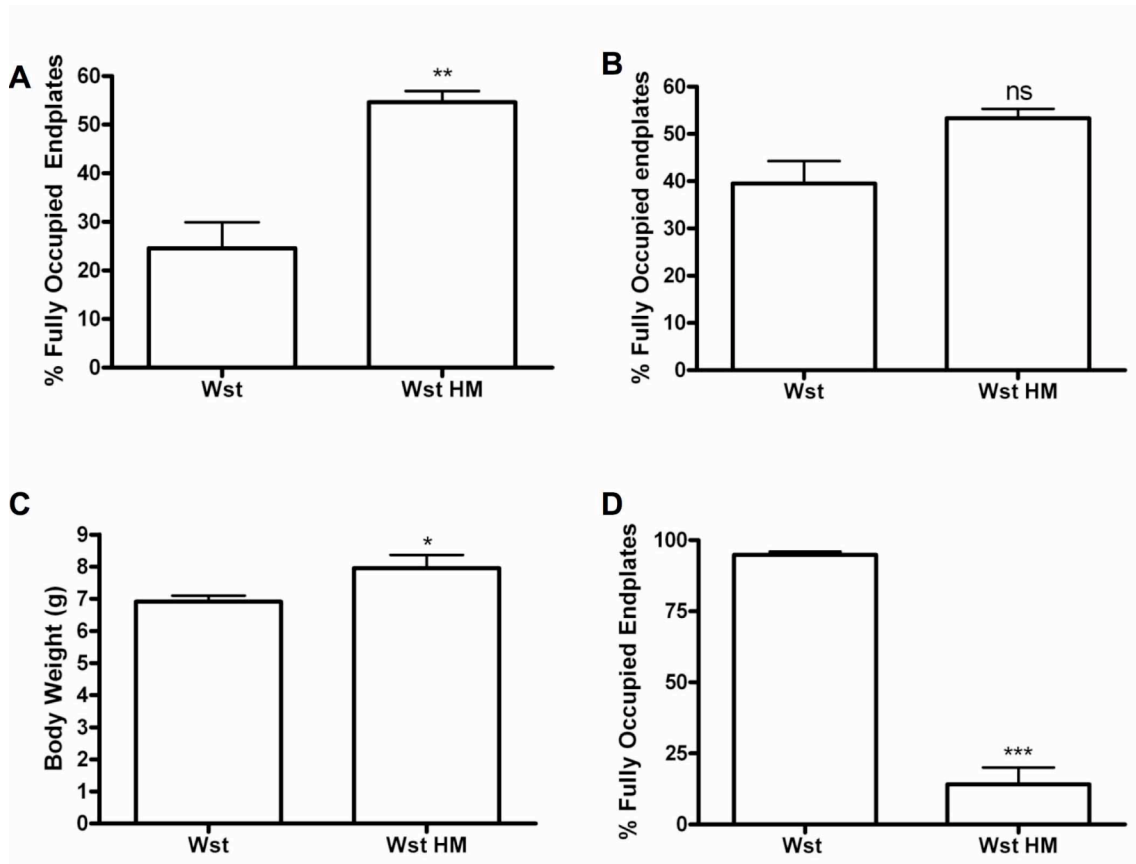 A
% Fully Occupied Endplates
60
50
40
30
20
10
0
**
Wst
Wst HM
B
% Fully Occupied endplates
60
50
40
30
20
10
0
ns
Wst
Wst HM
C
Body Weight (g)
9
8
7
6
5
4
3
2
1
0
*
Wst
Wst HM
D
% Fully Occupied Endplates
100
75
50
25
0
***
Wst
Wst HM